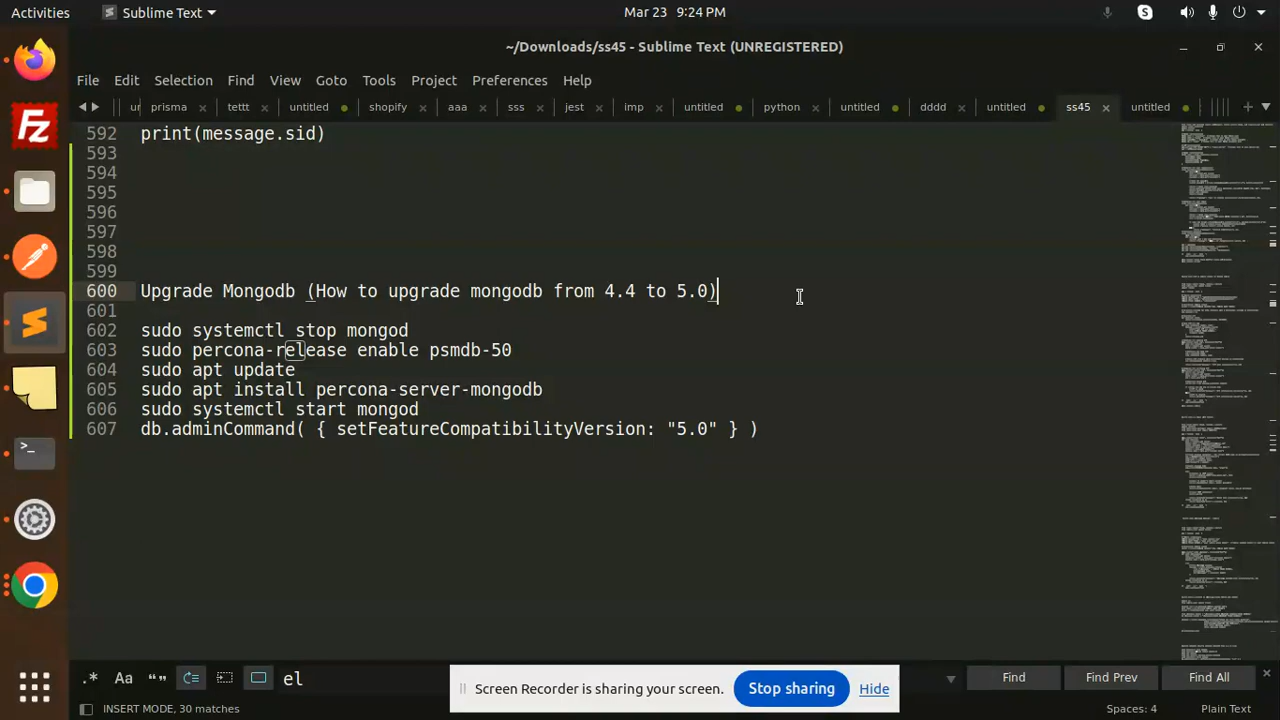 Activities Sublime Text Mar 23 9:24 PM
~/Downloads/ss45 - Sublime Text (UNREGISTERED)
File Edit Selection Find View Goto Tools Project Preferences Help
prisma tettt untitled shopify aaa sss jest imp untitled python untitled dddd untitled ss45 untitled
592 print(message.sid)
593
594
595
596
597
598
599
600 Upgrade Mongodb (How to upgrade mongodb from 4.4 to 5.0)
601
602 sudo systemctl stop mongod
603 sudo percona-release enable psmdb-50
604 sudo apt update
605 sudo apt install percona-server-mongodb
606 sudo systemctl start mongod
607 db.adminCommand( { setFeatureCompatibilityVersion: "5.0" } )
.* Aa “” el Find Find Prev Find All
Screen Recorder is sharing your screen. Stop sharing Hide
INSERT MODE, 30 matches Spaces: 4 Plain Text